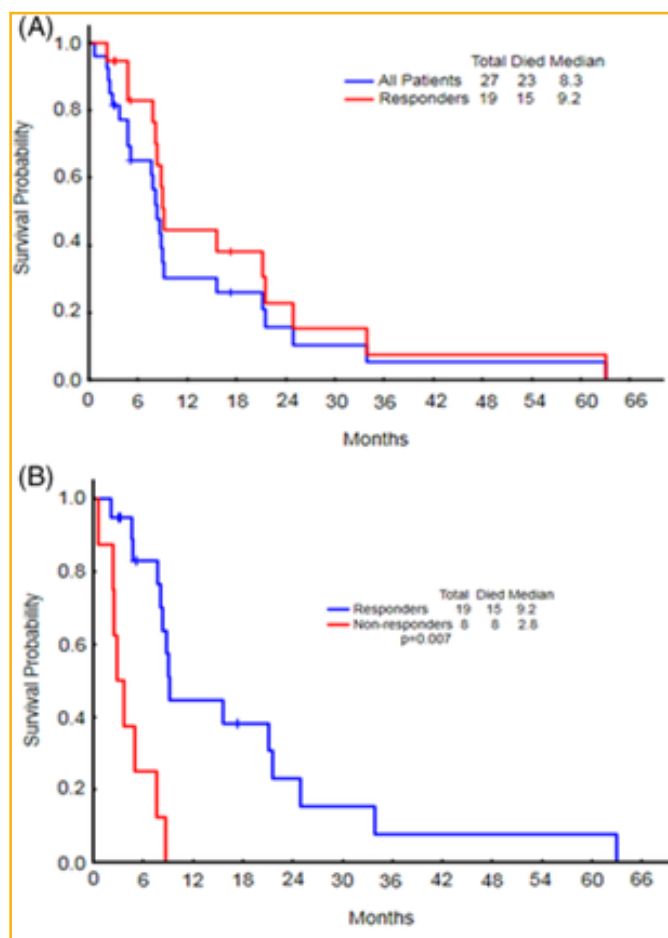 (A)
Total Died Median
All Patients 27 23 8.3
Responders 19 15 9.2
1.0
0.8
0.6
0.4
0.2
0.0
Survival Probability
0 6 12 18 24 30 36 42 48 54 60 66
Months
(B)
Total Died Median
Responders 19 15 9.2
Non-responders 8 8 2.8
p=0.007
1.0
0.8
0.6
0.4
0.2
0.0
Survival Probability
0 6 12 18 24 30 36 42 48 54 60 66
Months